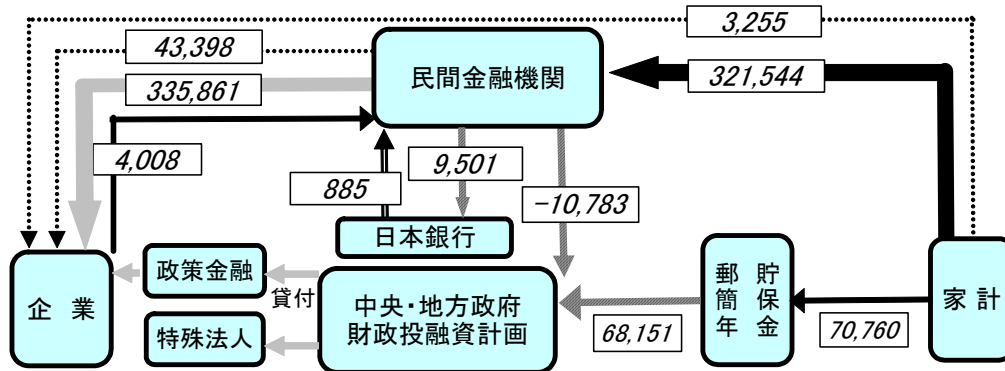 3,255
43,398
民間金融機関
321,544
335,861
4,008
9,501
885
-10,783
日本銀行
企 業
政策金融
貸付
特殊法人
中央・地方政府
財政投融資計画
68,151
郵 貯
簡 保
年 金
70,760
家 計